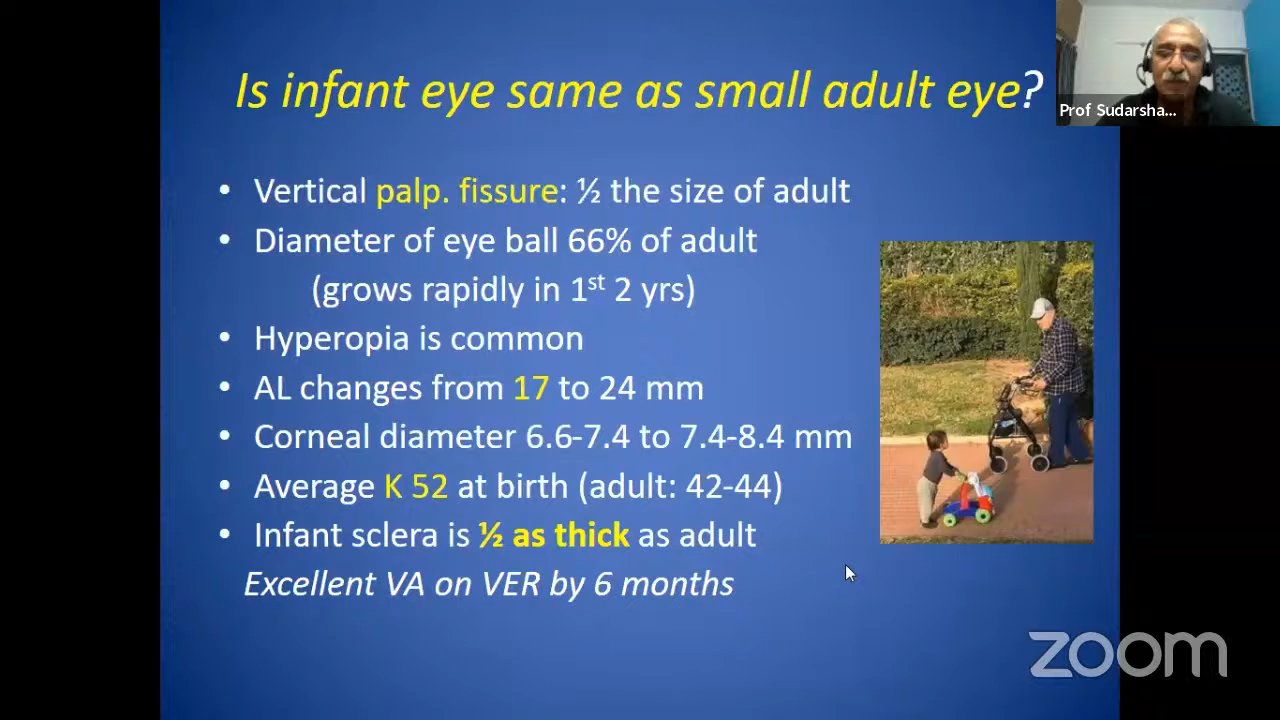 Is infant eye same as small adult eye?
Prof Sudarsha...
• Vertical palp. fissure: ½ the size of adult
• Diameter of eye ball 66% of adult
(grows rapidly in 1st 2 yrs)
• Hyperopia is common
• AL changes from 17 to 24 mm
• Corneal diameter 6.6-7.4 to 7.4-8.4 mm
• Average K 52 at birth (adult: 42-44)
• Infant sclera is ½ as thick as adult
Excellent VA on VER by 6 months
zoom